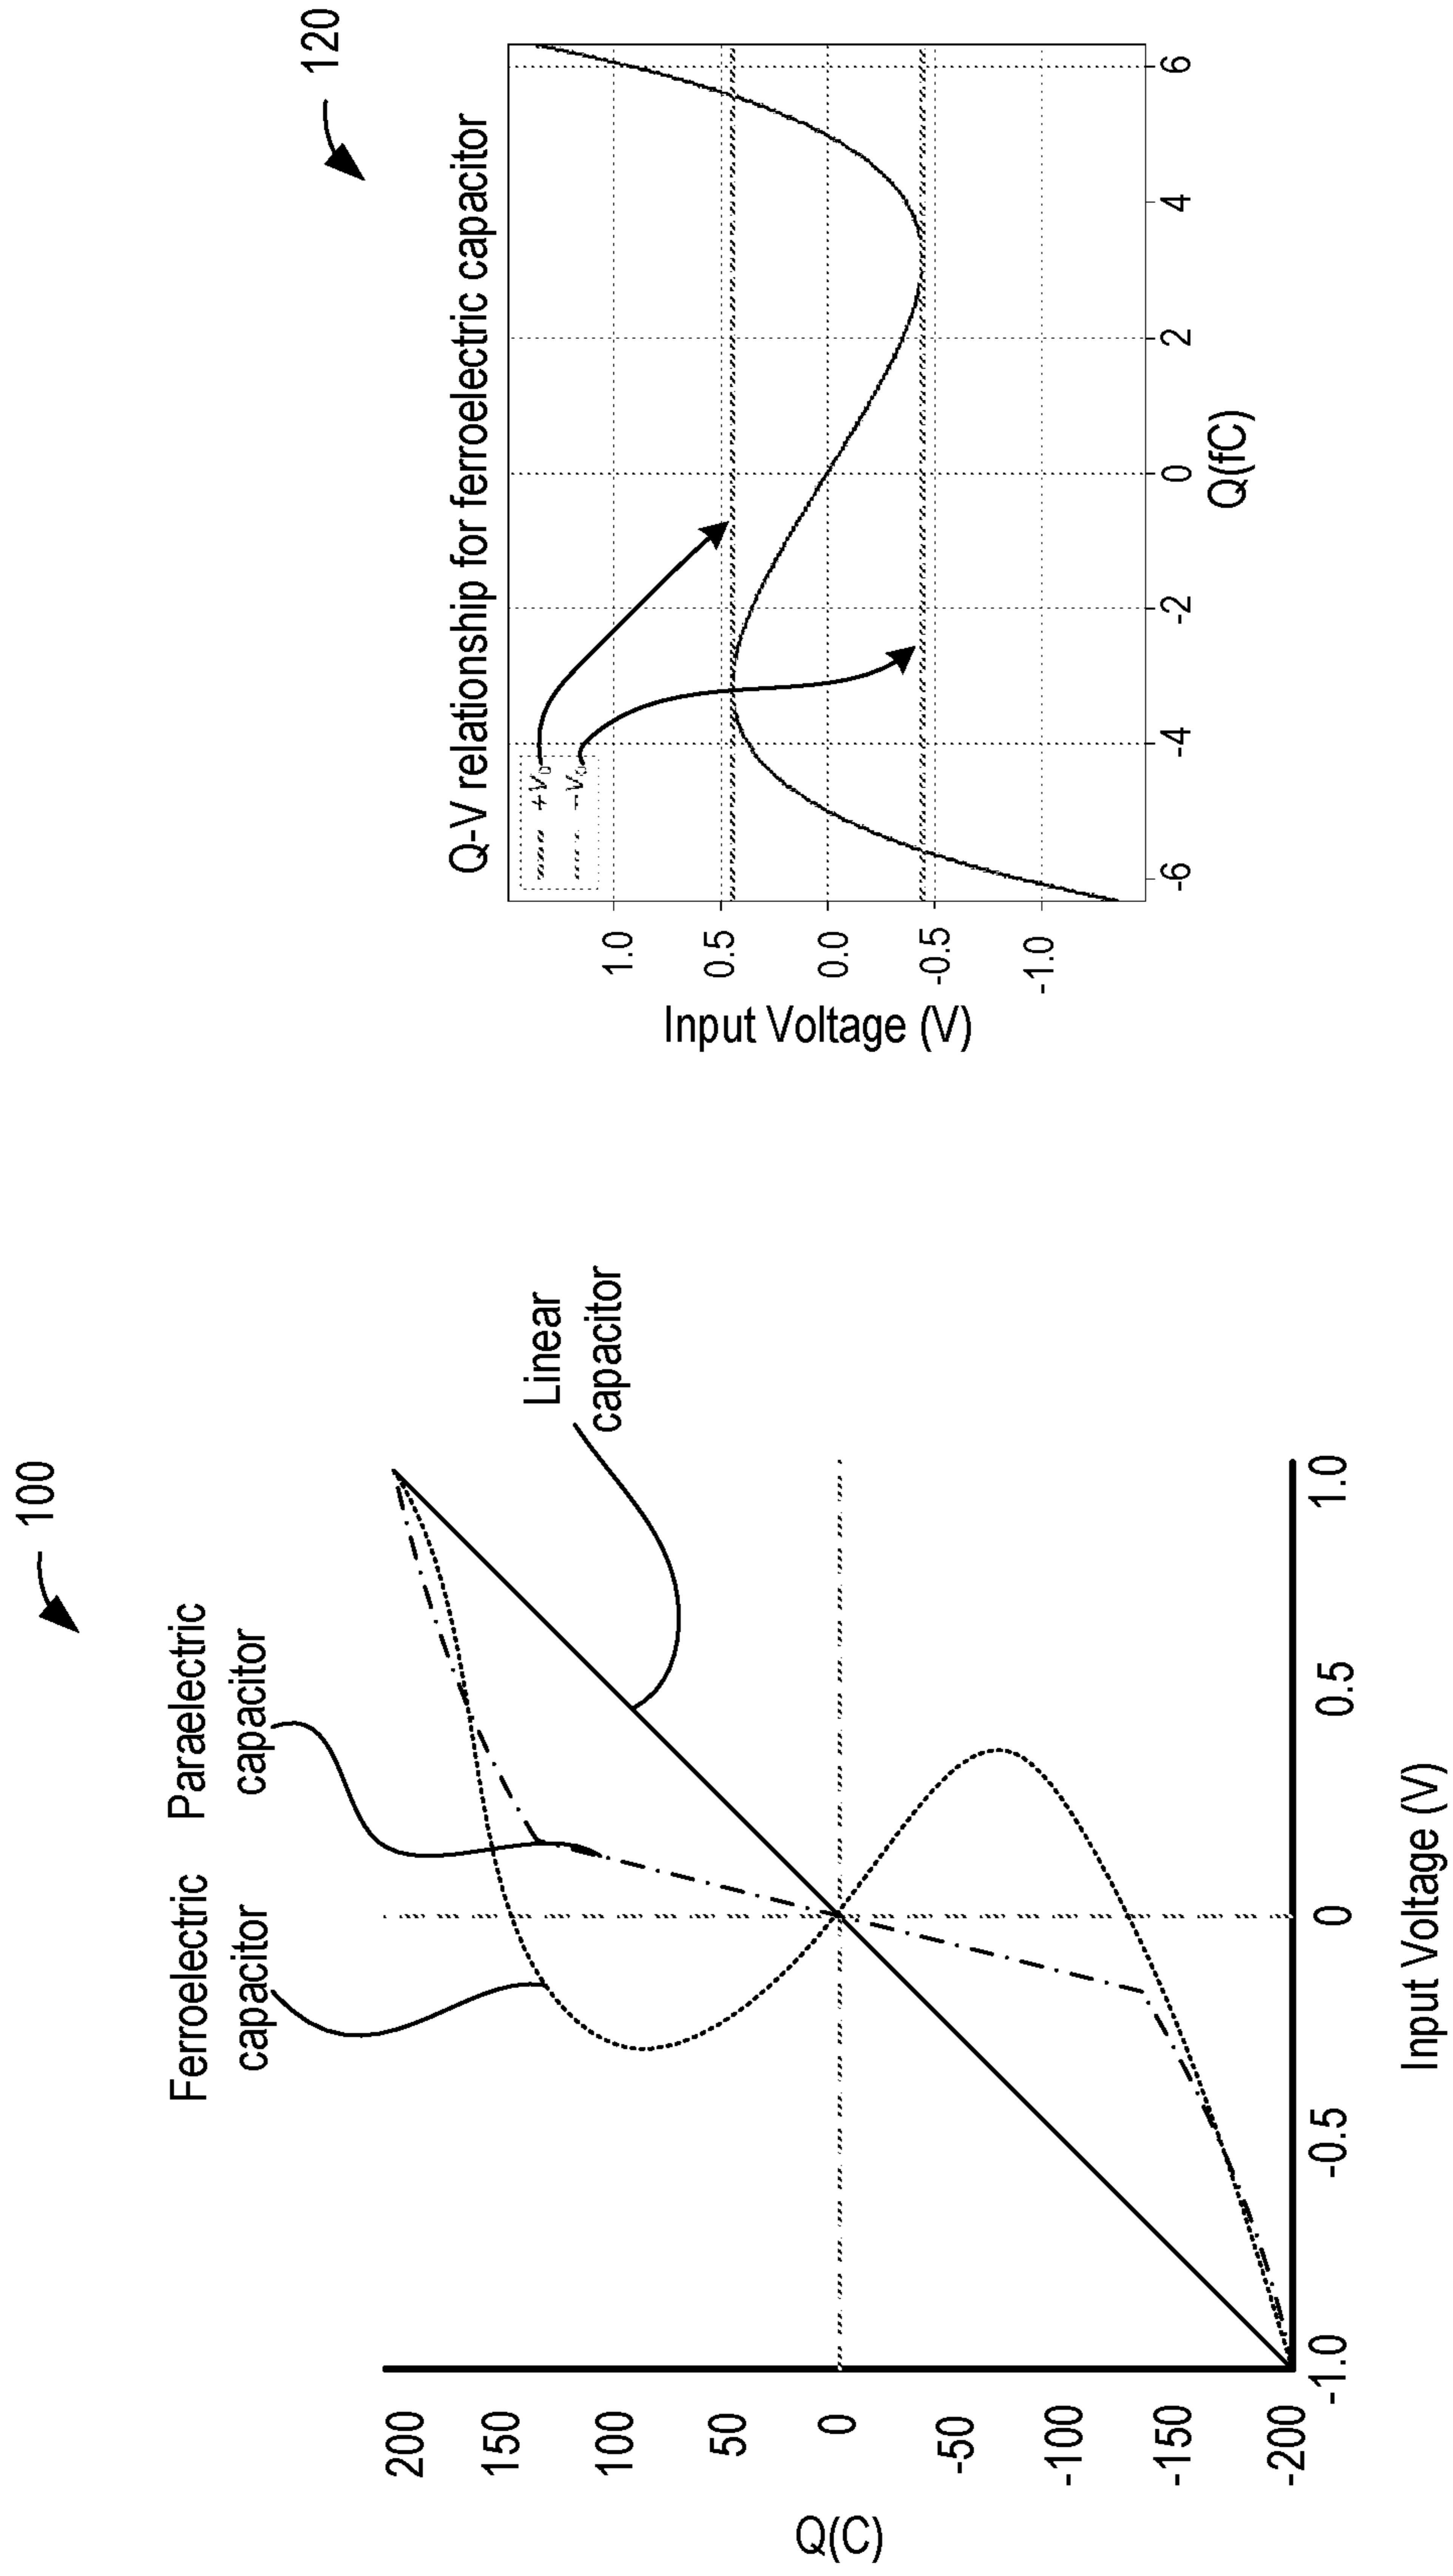 100
Ferroelectric
capacitor
Paraelectric
capacitor
Linear
capacitor
Q(C)
200
150
100
50
0
-50
-100
-150
-200
-1.0
-0.5
0
0.5
1.0
Input Voltage (V)
120
Q-V relationship for ferroelectric capacitor
+V₀
−V₀
Input Voltage (V)
1.0
0.5
0.0
-0.5
-1.0
-6
-4
-2
0
2
4
6
Q(fC)